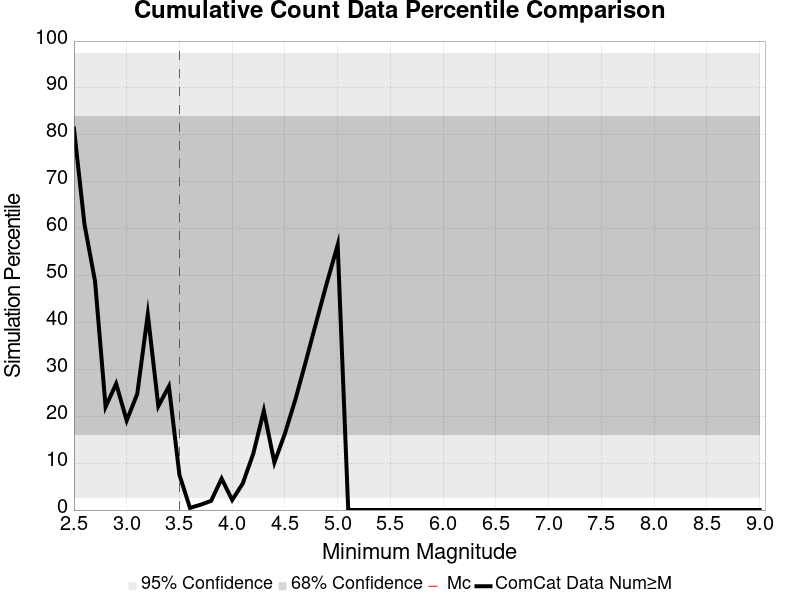 Cumulative Count Data Percentile Comparison
100
90
80
70
60
50
40
30
20
10
0
Simulation Percentile
2.5 3.0 3.5 4.0 4.5 5.0 5.5 6.0 6.5 7.0 7.5 8.0 8.5 9.0
Minimum Magnitude
95% Confidence 68% Confidence Mc ComCat Data Num≥M